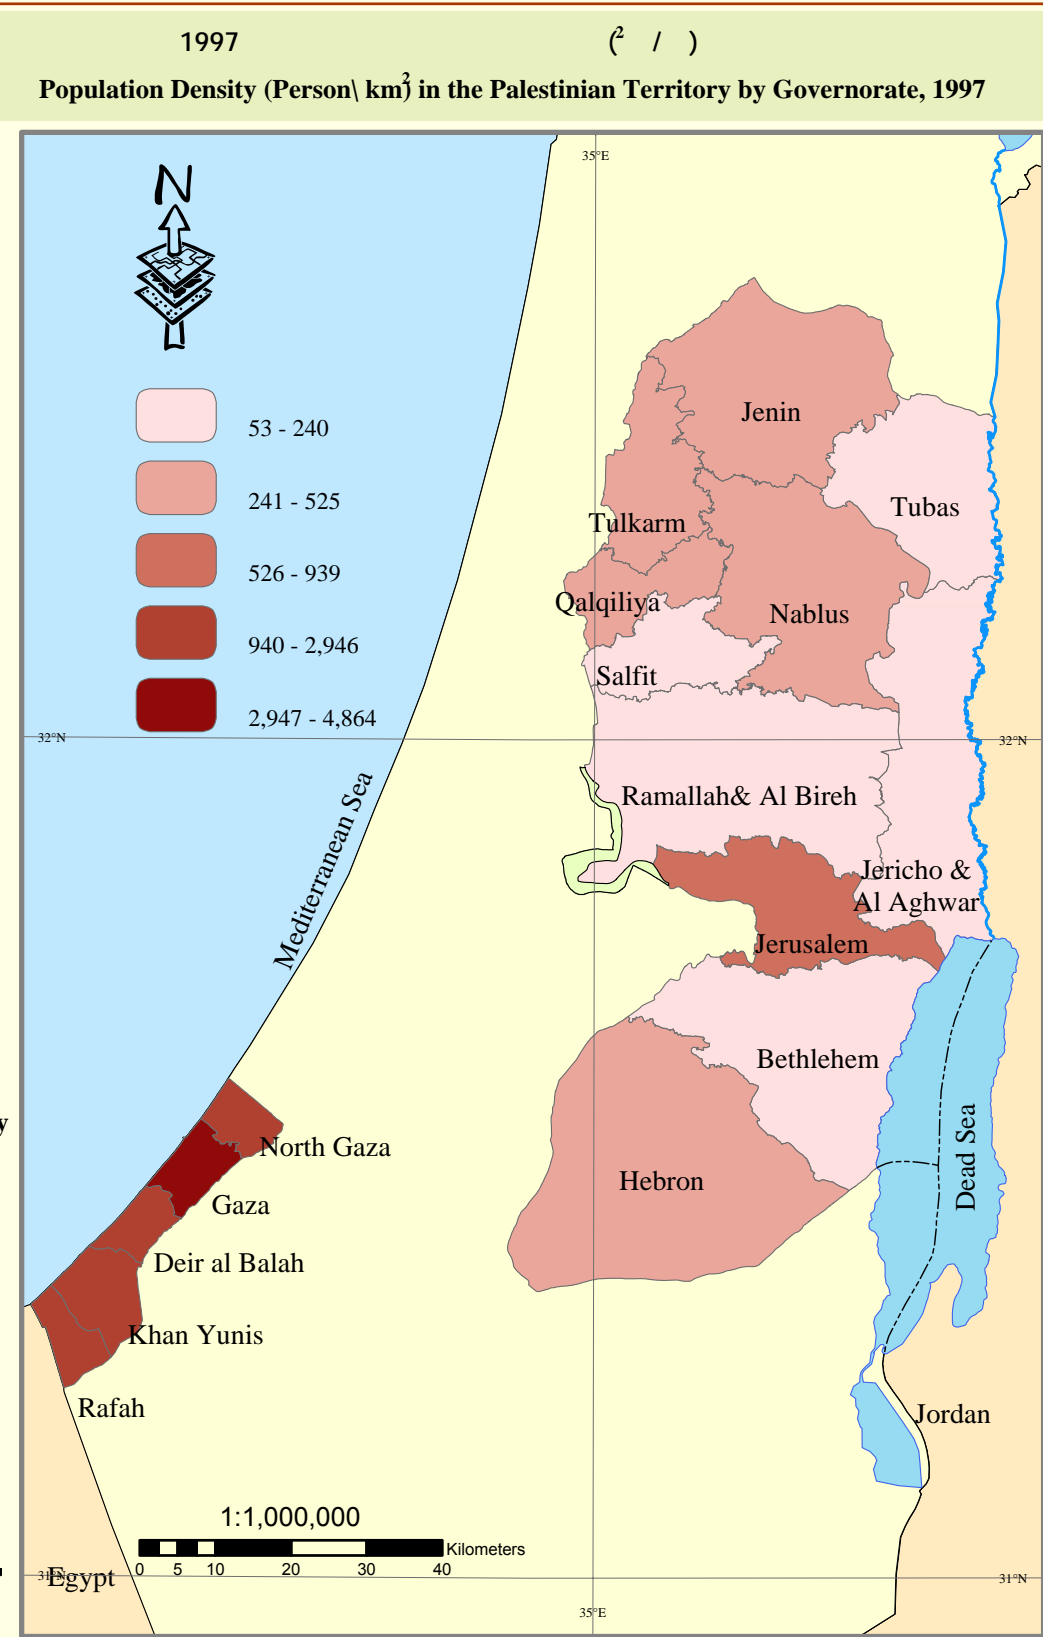 1997 (² / )
Population Density (Person\ km²) in the Palestinian Territory by Governorate, 1997
35°E
N
53 - 240
241 - 525
526 - 939
940 - 2,946
2,947 - 4,864
Jenin
Tubas
Tulkarm
Qalqiliya
Nablus
Salfit
32°N
32°N
Mediterranean Sea
Ramallah& Al Bireh
Jericho &
Al Aghwar
Jerusalem
Bethlehem
y
North Gaza
Hebron
Dead Sea
Gaza
Deir al Balah
Khan Yunis
Rafah
Jordan
1:1,000,000
Kilometers
0 5 10 20 30 40
31°N
Egypt
31°N
35°E